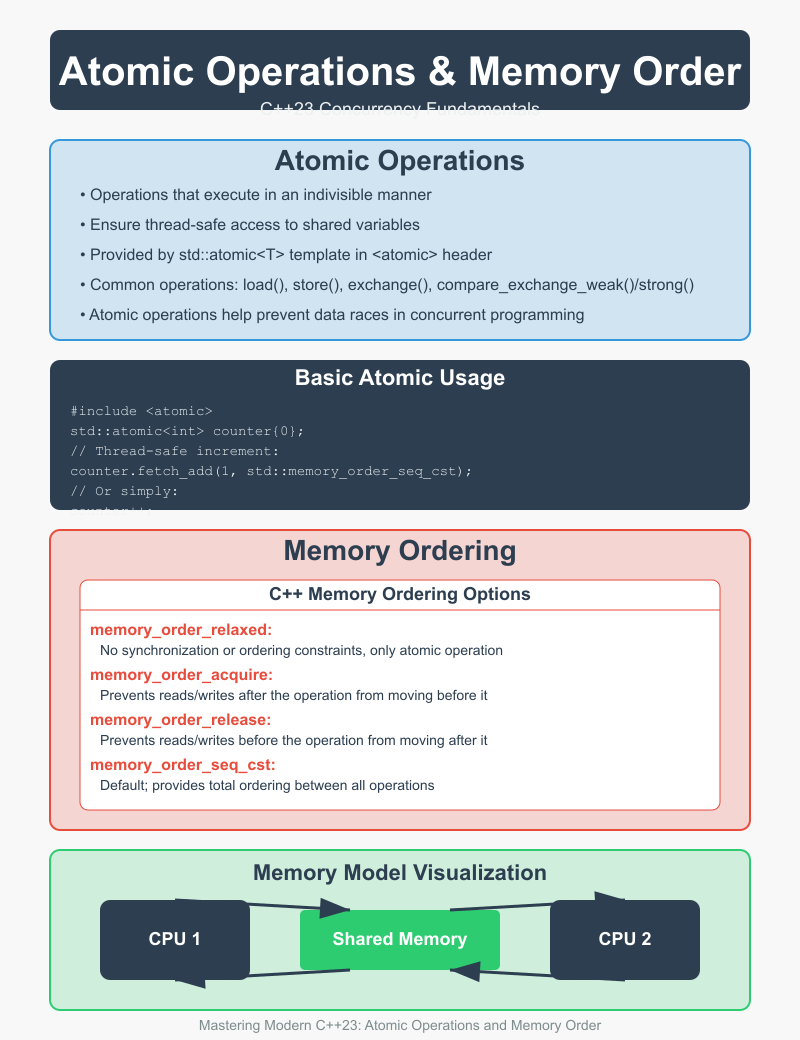 Atomic Operations & Memory Order
C++23 Concurrency Fundamentals
Atomic Operations
• Operations that execute in an indivisible manner
• Ensure thread-safe access to shared variables
• Provided by std::atomic<T> template in <atomic> header
• Common operations: load(), store(), exchange(), compare_exchange_weak()/strong()
• Atomic operations help prevent data races in concurrent programming
Basic Atomic Usage
#include <atomic>
std::atomic<int> counter{0};
// Thread-safe increment:
counter.fetch_add(1, std::memory_order_seq_cst);
// Or simply:
counter++;
Memory Ordering
C++ Memory Ordering Options
memory_order_relaxed:
No synchronization or ordering constraints, only atomic operation
memory_order_acquire:
Prevents reads/writes after the operation from moving before it
memory_order_release:
Prevents reads/writes before the operation from moving after it
memory_order_seq_cst:
Default; provides total ordering between all operations
Memory Model Visualization
CPU 1
Shared Memory
CPU 2
Mastering Modern C++23: Atomic Operations and Memory Order